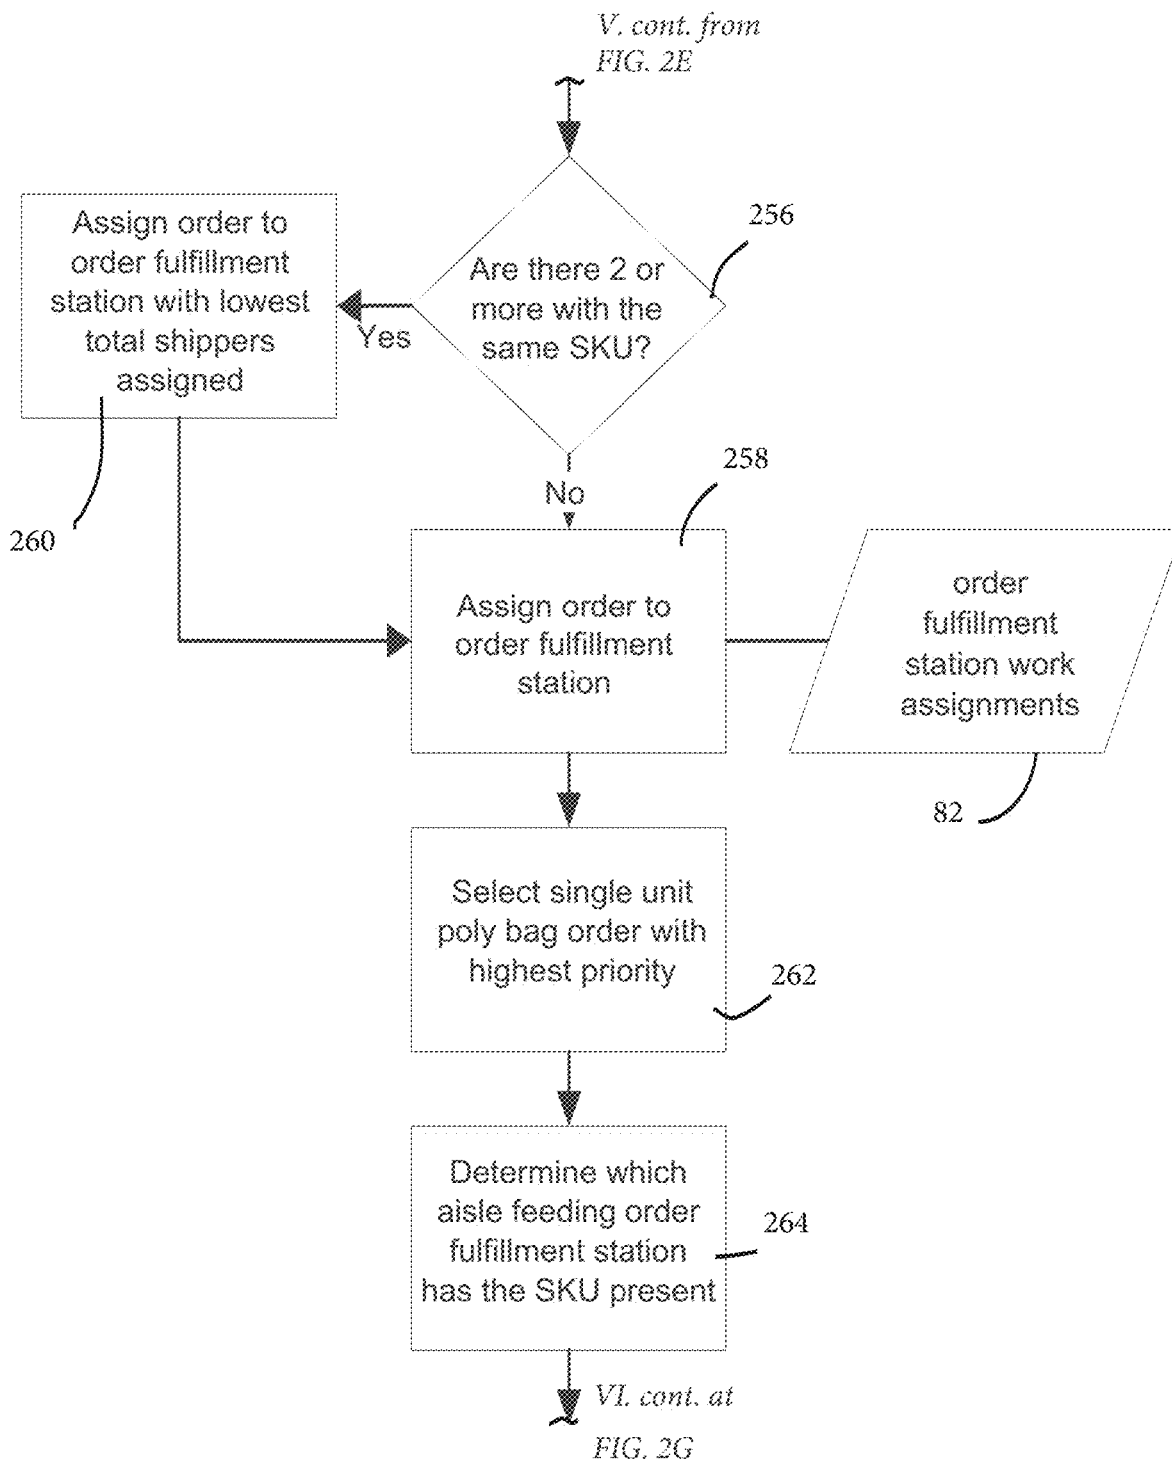 V. cont. from
FIG. 2E
Assign order to
order fulfillment
station with lowest
total shippers
assigned
256
Are there 2 or
more with the
same SKU?
Yes
258
No
260
Assign order to
order fulfillment
station
order
fulfillment
station work
assignments
82
Select single unit
poly bag order with
highest priority
262
Determine which
aisle feeding order
fulfillment station
has the SKU present
264
VI. cont. at
FIG. 2G